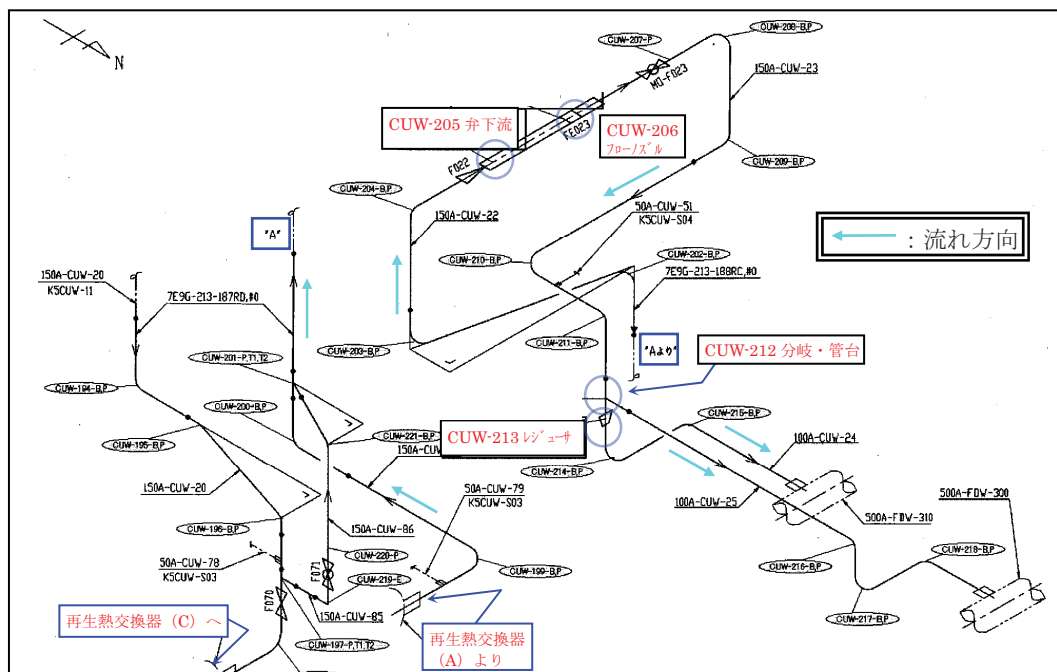 N
CUW-208-B,P
CUW-207-P
MO-F023
150A-CUW-23
CUW-205 弁下流
FE023
CUW-206
フローノズル
F022
CUW-209-B,P
CUW-204-B,P
50A-CUW-51
K5CUW-S04
"A"
150A-CUW-22
：流れ方向
CUW-210-B,P
CUW-202-B,P
7E9G-213-188RC,#0
150A-CUW-20
K5CUW-11
7E9G-213-187RD,#0
CUW-203-B,P
CUW-211-B,P
"Aより"
CUW-212 分岐・管台
CUW-201-P,T1,T2
CUW-194-B,P
CUW-200-B,P
CUW-215-B,P
CUW-195-B,P
CUW-221-B,P
CUW-213 レジューサ
100A-CUW-24
150A-CUW
CUW-214-B,P
150A-CUW-20
50A-CUW-79
K5CUW-S03
100A-CUW-25
500A-FDW-300
500A-FDW-310
CUW-196-B,P
150A-CUW-86
50A-CUW-78
K5CUW-S03
CUW-220-P
F071
CUW-219-E
CUW-199-B,P
CUW-216-B,P
CUW-218-B,P
F070
150A-CUW-85
CUW-217-B,P
再生熱交換器（C）へ
CUW-197-P,T1,T2
再生熱交換器
（A）より